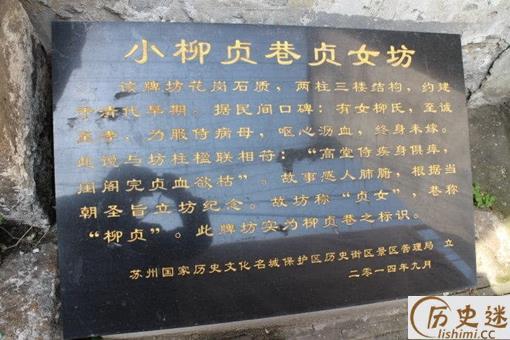 小柳贞巷贞女坊
该牌坊花岗石质，两柱三楼结构，约建
于清代早期。据民间口碑：有女柳氏，至诚
至孝，为服侍病母，呕心沥血，终身未嫁。
此说与坊柱楹联相符：“高堂侍疾身俱瘁，
闺阁完贞血欲枯”。故事感人肺腑，根据当
朝圣旨立坊纪念。故坊称“贞女”，巷称
“柳贞”。此牌坊实为柳贞巷之标识。
苏州国家历史文化名城保护区历史街区景区管理局 立
二零一四年九月
历史迷
lishimi.cc